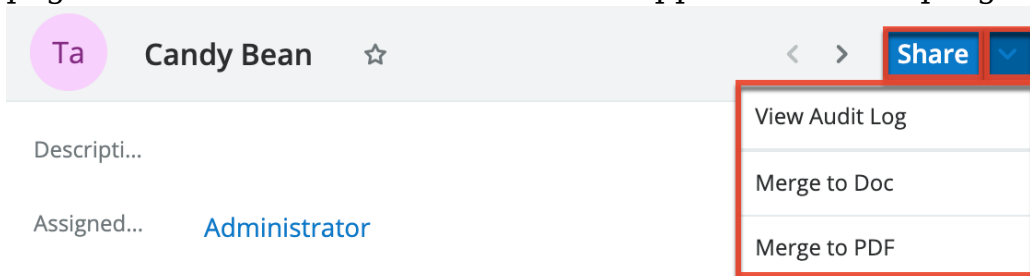 Ta Candy Bean Share
View Audit Log
Descripti...
Merge to Doc
Assigned... Administrator
Merge to PDF